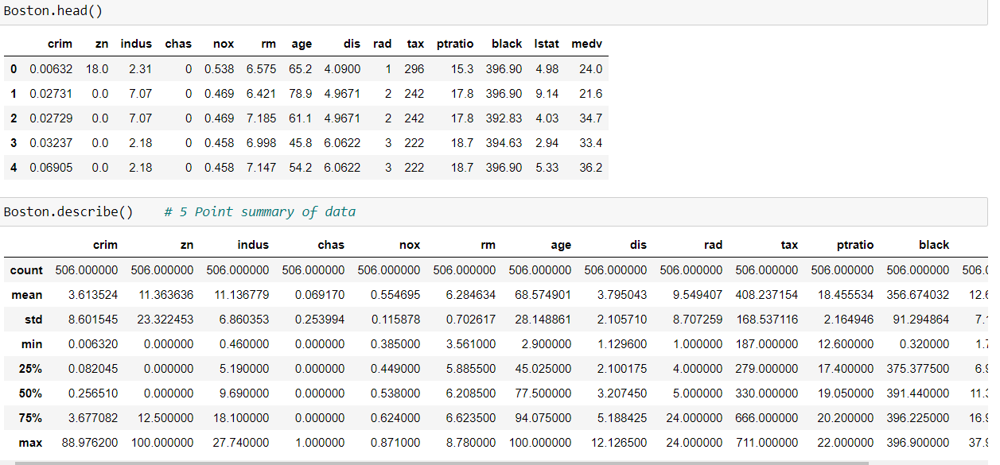 Boston.head()
crim zn indus chas nox rm age dis rad tax ptratio black lstat medv
0 0.00632 18.0 2.31 0 0.538 6.575 65.2 4.0900 1 296 15.3 396.90 4.98 24.0
1 0.02731 0.0 7.07 0 0.469 6.421 78.9 4.9671 2 242 17.8 396.90 9.14 21.6
2 0.02729 0.0 7.07 0 0.469 7.185 61.1 4.9671 2 242 17.8 392.83 4.03 34.7
3 0.03237 0.0 2.18 0 0.458 6.998 45.8 6.0622 3 222 18.7 394.63 2.94 33.4
4 0.06905 0.0 2.18 0 0.458 7.147 54.2 6.0622 3 222 18.7 396.90 5.33 36.2
Boston.describe() # 5 Point summary of data
crim zn indus chas nox rm age dis rad tax ptratio black
count 506.000000 506.000000 506.000000 506.000000 506.000000 506.000000 506.000000 506.000000 506.000000 506.000000 506.000000 506.000000 506.
mean 3.613524 11.363636 11.136779 0.069170 0.554695 6.284634 68.574901 3.795043 9.549407 408.237154 18.455534 356.674032 12.
std 8.601545 23.322453 6.860353 0.253994 0.115878 0.702617 28.148861 2.105710 8.707259 168.537116 2.164946 91.294864 7.
min 0.006320 0.000000 0.460000 0.000000 0.385000 3.561000 2.900000 1.129600 1.000000 187.000000 12.600000 0.320000 1.
25% 0.082045 0.000000 5.190000 0.000000 0.449000 5.885500 45.025000 2.100175 4.000000 279.000000 17.400000 375.377500 6.
50% 0.256510 0.000000 9.690000 0.000000 0.538000 6.208500 77.500000 3.207450 5.000000 330.000000 19.050000 391.440000 11.
75% 3.677082 12.500000 18.100000 0.000000 0.624000 6.623500 94.075000 5.188425 24.000000 666.000000 20.200000 396.225000 16.
max 88.976200 100.000000 27.740000 1.000000 0.871000 8.780000 100.000000 12.126500 24.000000 711.000000 22.000000 396.900000 37.